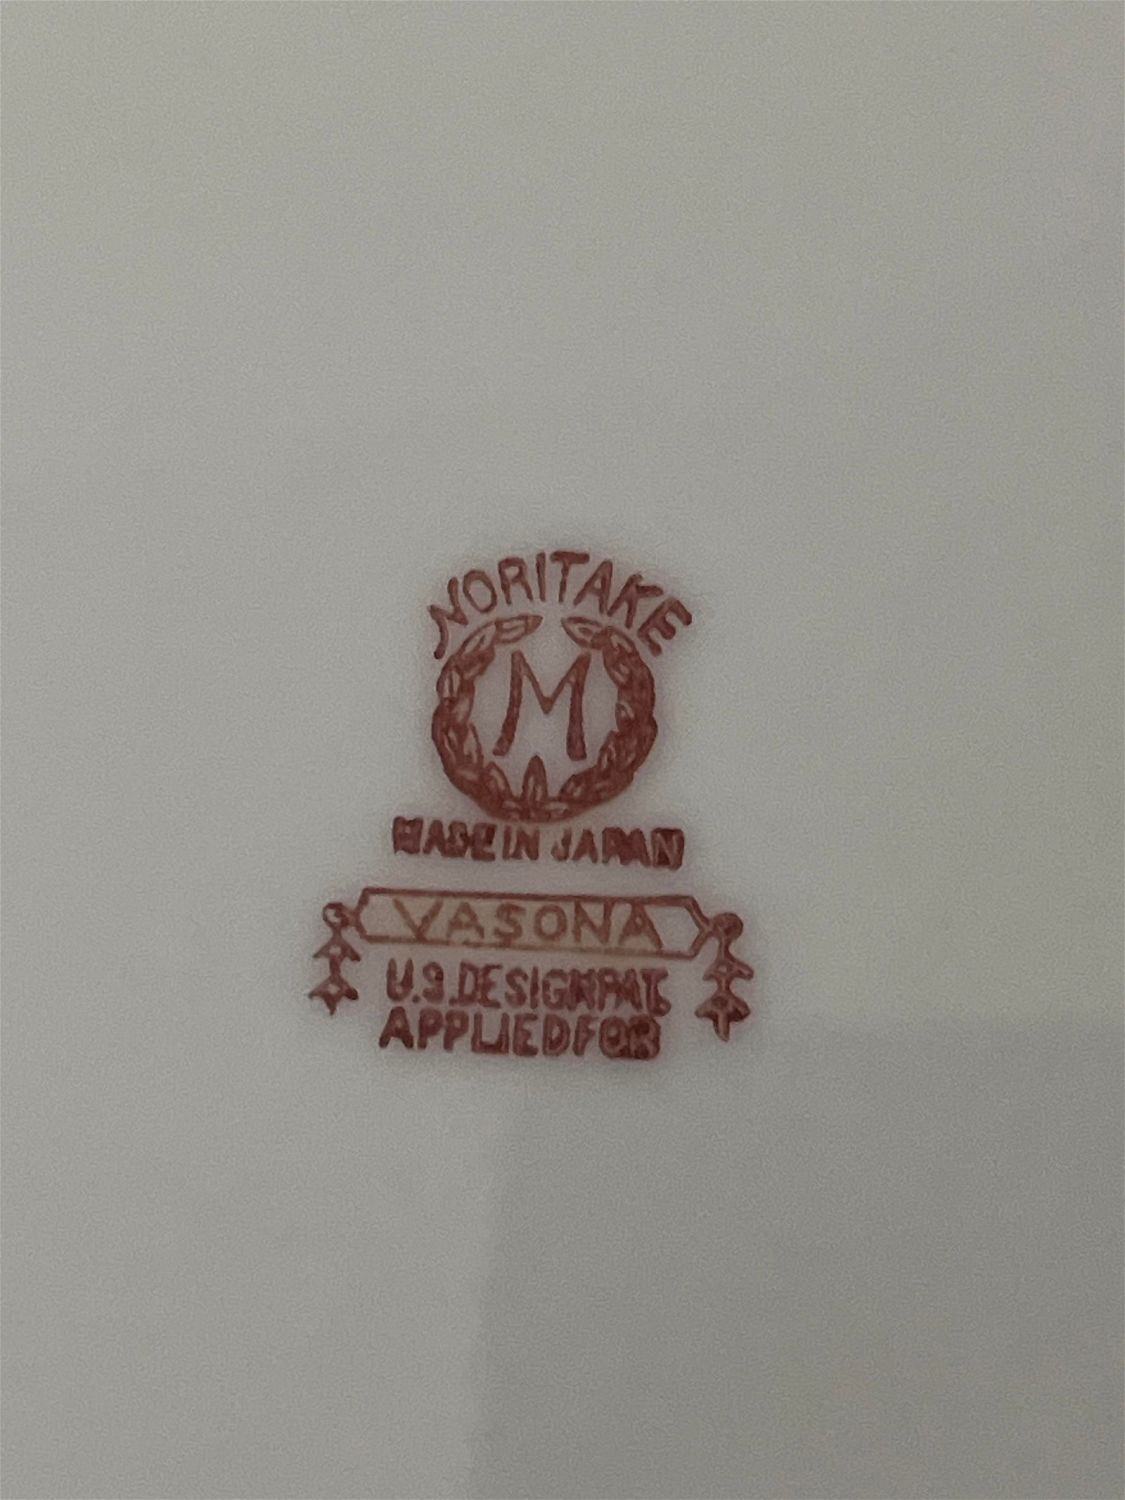 NORITAKE
M
MADE IN JAPAN
VASONA
U.S. DESIGN PAT.
APPLIED FOR